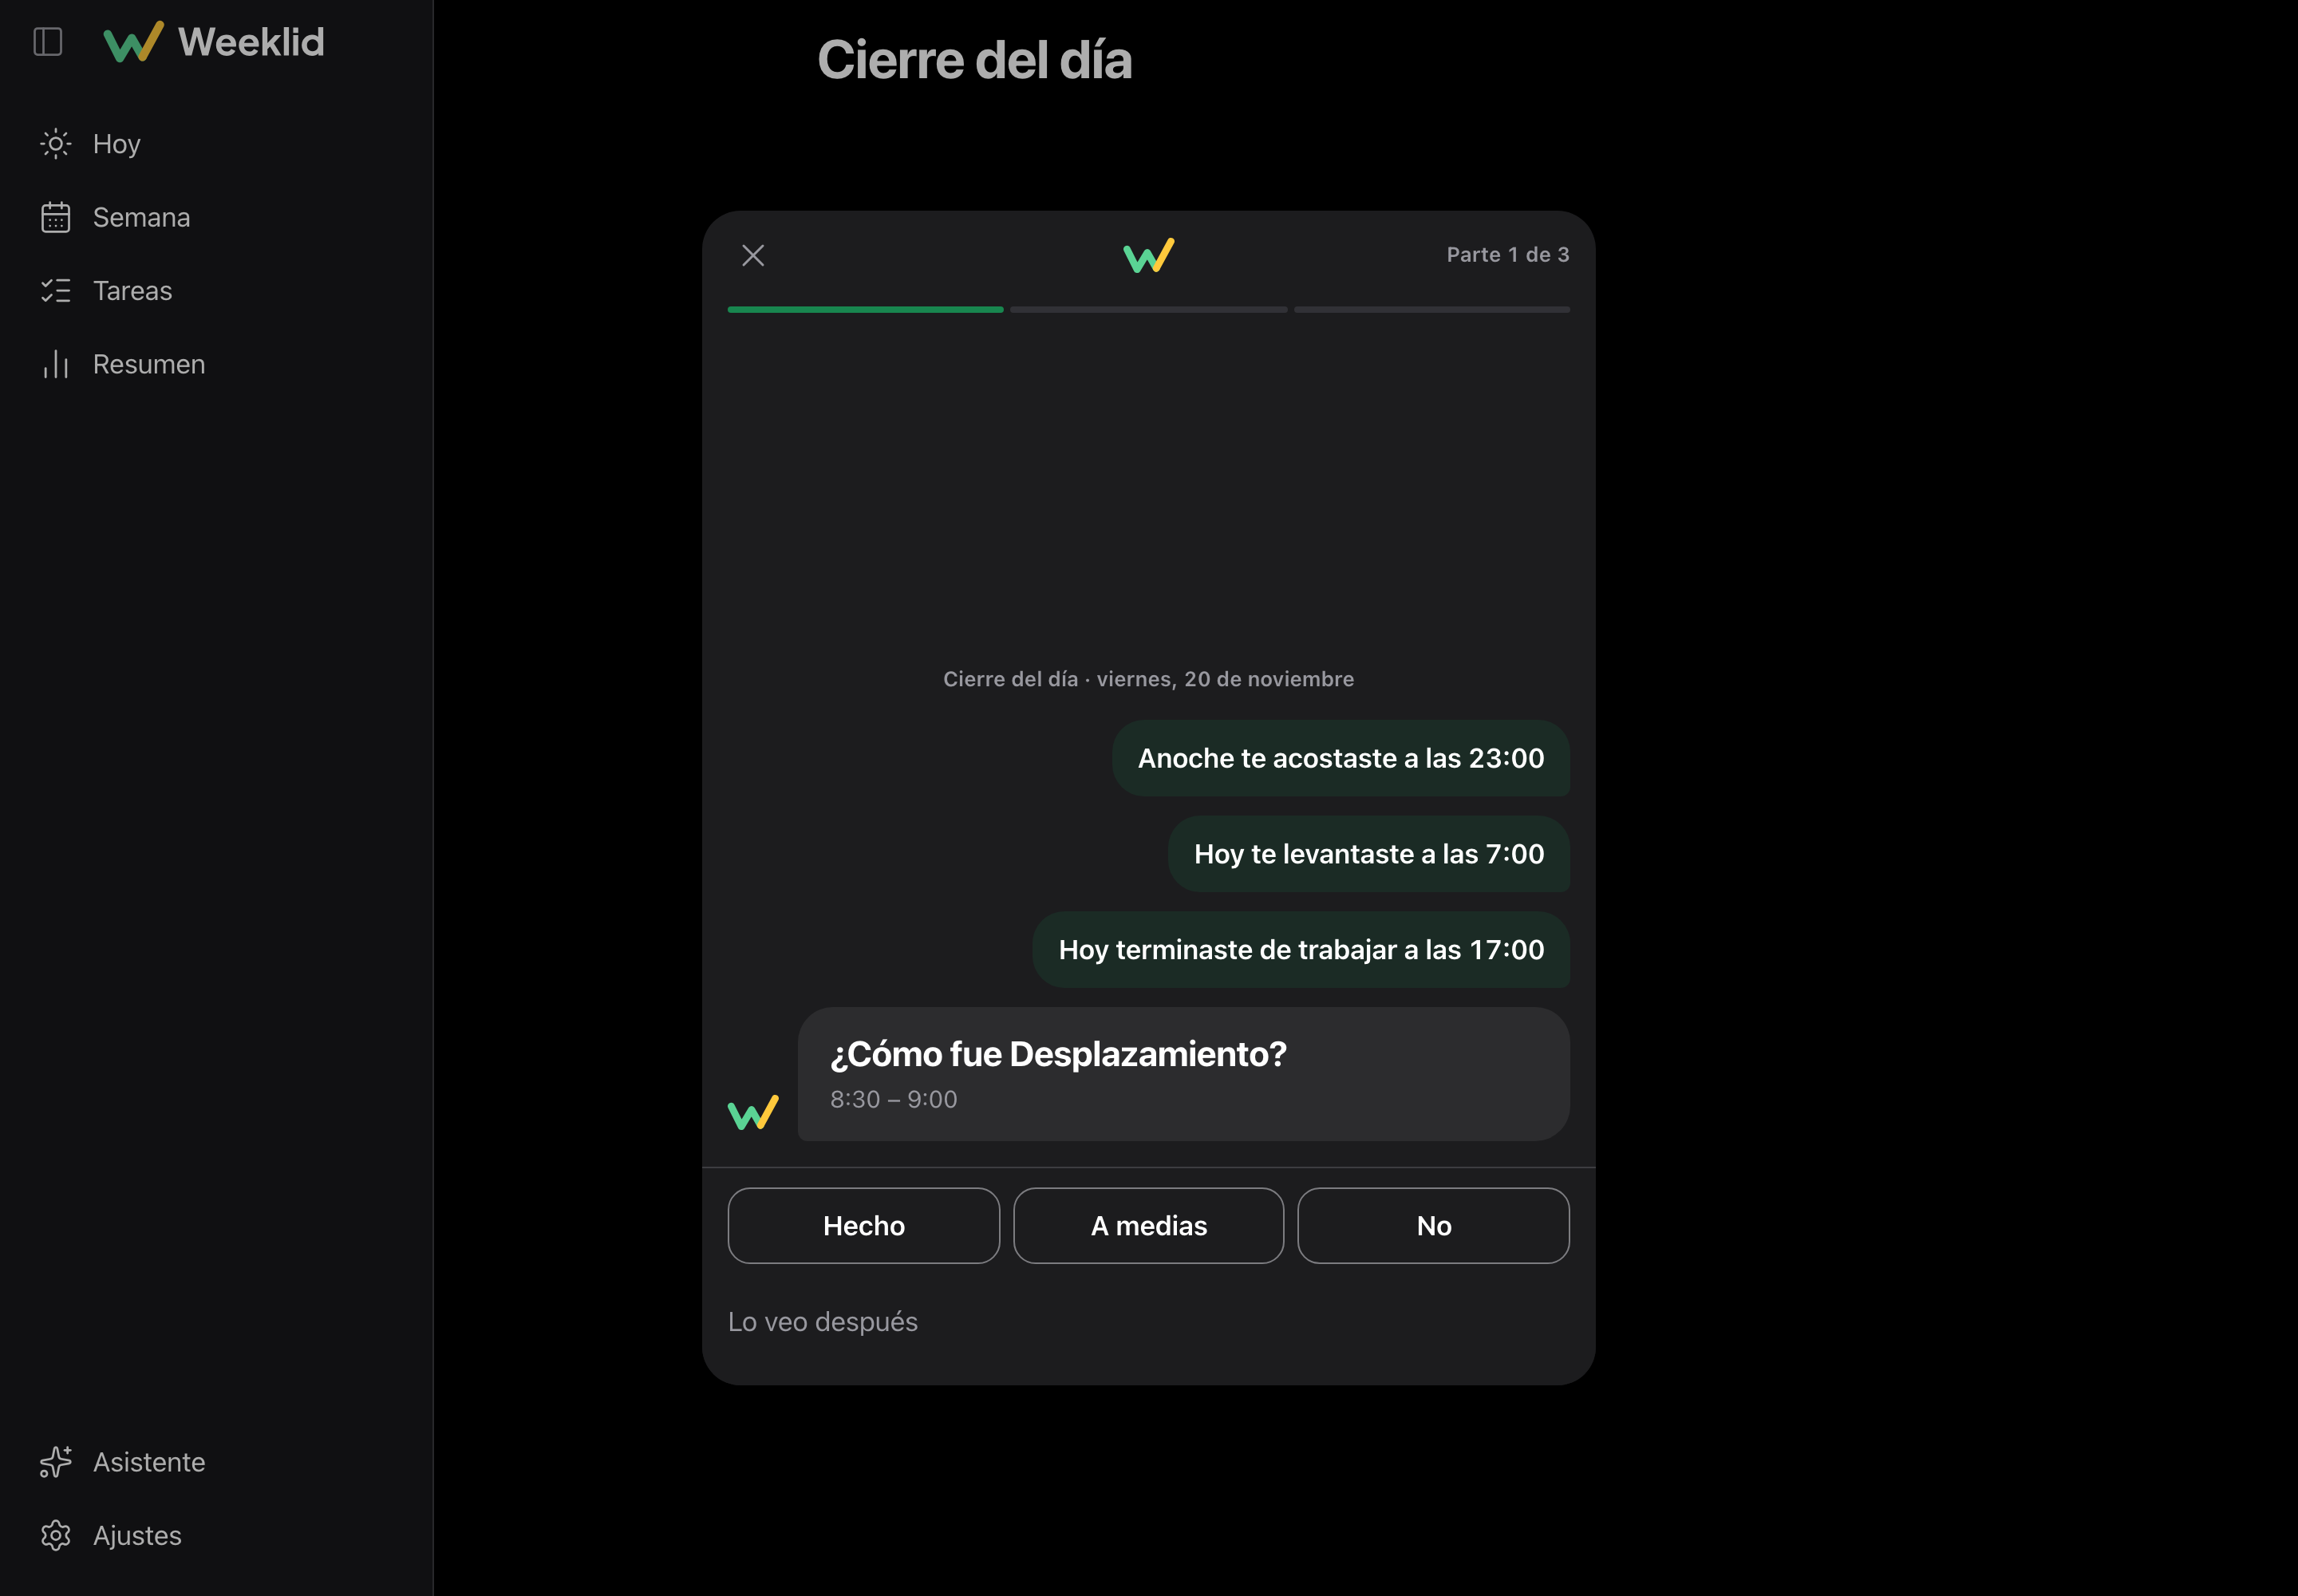 Weeklid
Hoy
Semana
Tareas
Resumen
Asistente
Ajustes
Cierre del día
Parte 1 de 3
Cierre del día · viernes, 20 de noviembre
Anoche te acostaste a las 23:00
Hoy te levantaste a las 7:00
Hoy terminaste de trabajar a las 17:00
¿Cómo fue Desplazamiento?
8:30 – 9:00
Hecho
A medias
No
Lo veo después